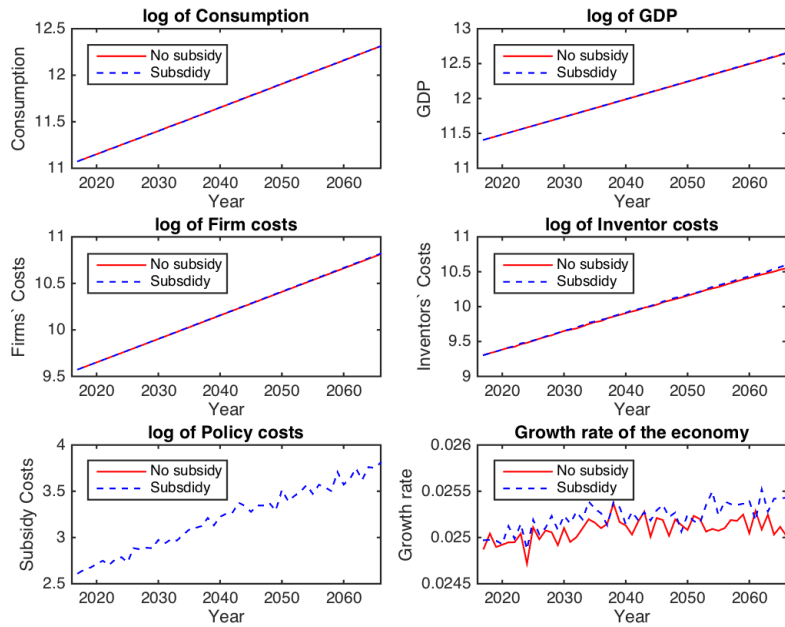 log of Consumption
12.5
12
11.5
11
Consumption
No subsidy
Subsdidy
2020 2030 2040 2050 2060
Year
log of GDP
13
12.5
12
11.5
11
GDP
No subsidy
Subsdidy
2020 2030 2040 2050 2060
Year
log of Firm costs
11
10.5
10
9.5
Firms` Costs
No subsidy
Subsdidy
2020 2030 2040 2050 2060
Year
log of Inventor costs
11
10.5
10
9.5
9
Inventors` Costs
No subsidy
Subsdidy
2020 2030 2040 2050 2060
Year
log of Policy costs
4
3.5
3
2.5
Subsidy Costs
No subsidy
Subsdidy
2020 2030 2040 2050 2060
Year
Growth rate of the economy
0.026
0.0255
0.025
0.0245
Growth rate
No subsidy
Subsdidy
2020 2030 2040 2050 2060
Year